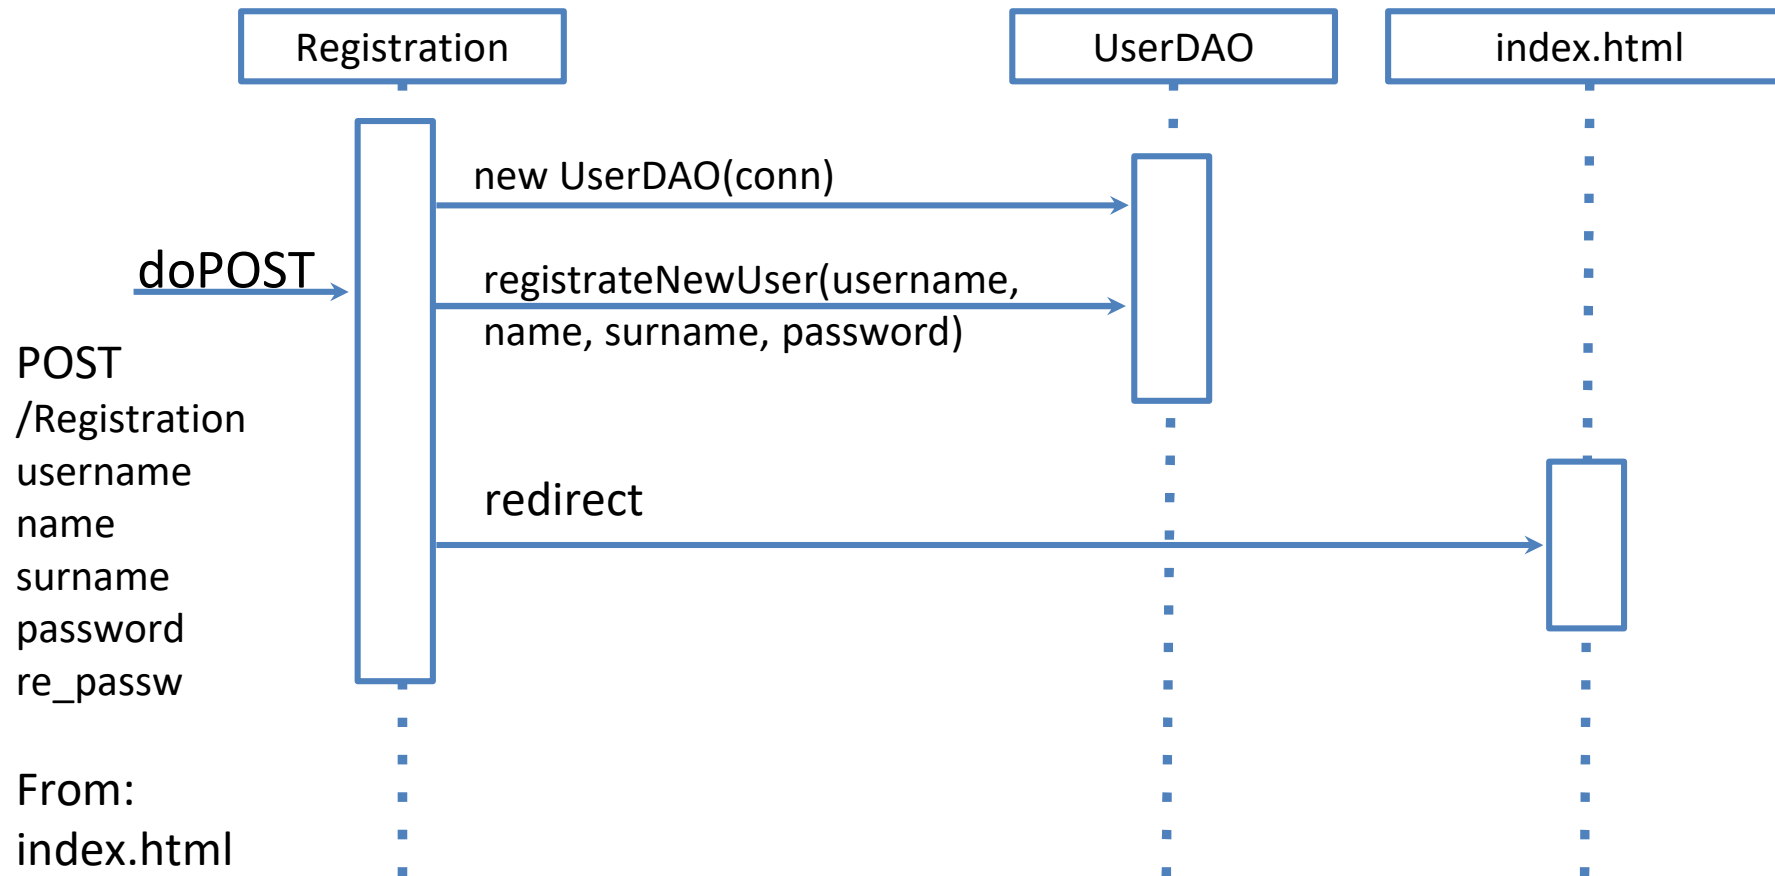 Registration
UserDAO
index.html
new UserDAO(conn)
doPOST
registrateNewUser(username,
name, surname, password)
POST
/Registration
username
name
surname
password
re_passw
redirect
From:
index.html